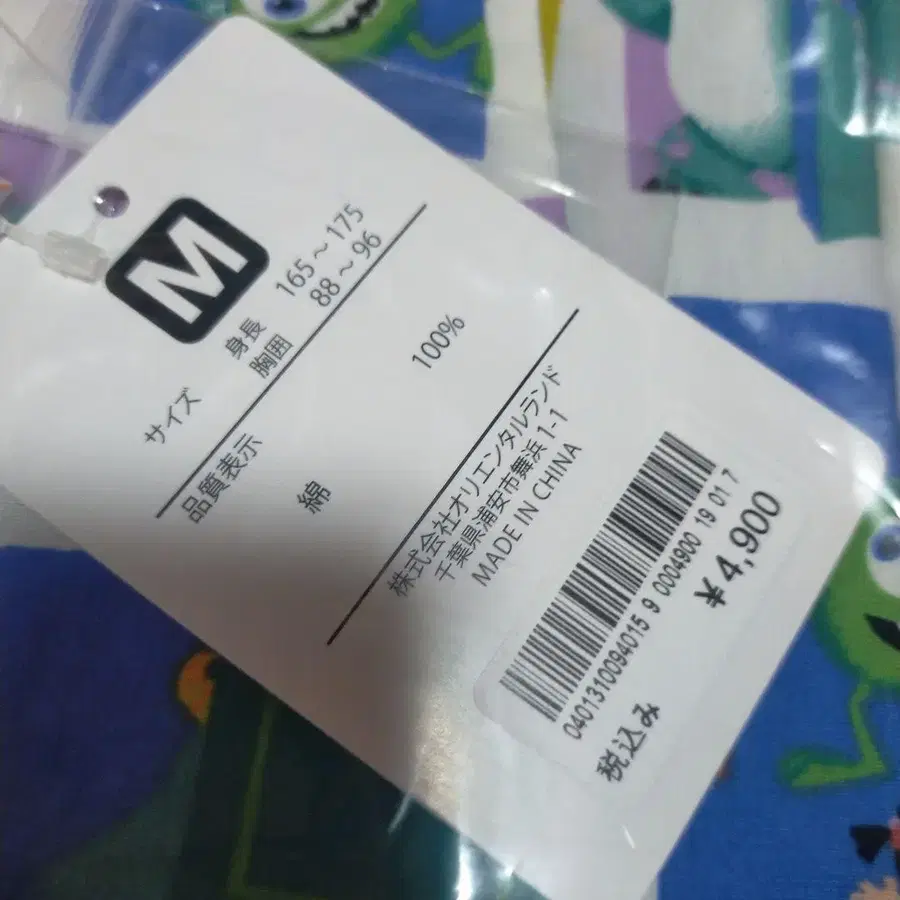 M
サイズ 身長 165～175
胸囲 88～96
品質表示
綿 100%
株式会社オリエンタルランド
千葉県浦安市舞浜1-1
MADE IN CHINA
0401310094015 9 0004900 19 01 7
税込み ¥4,900